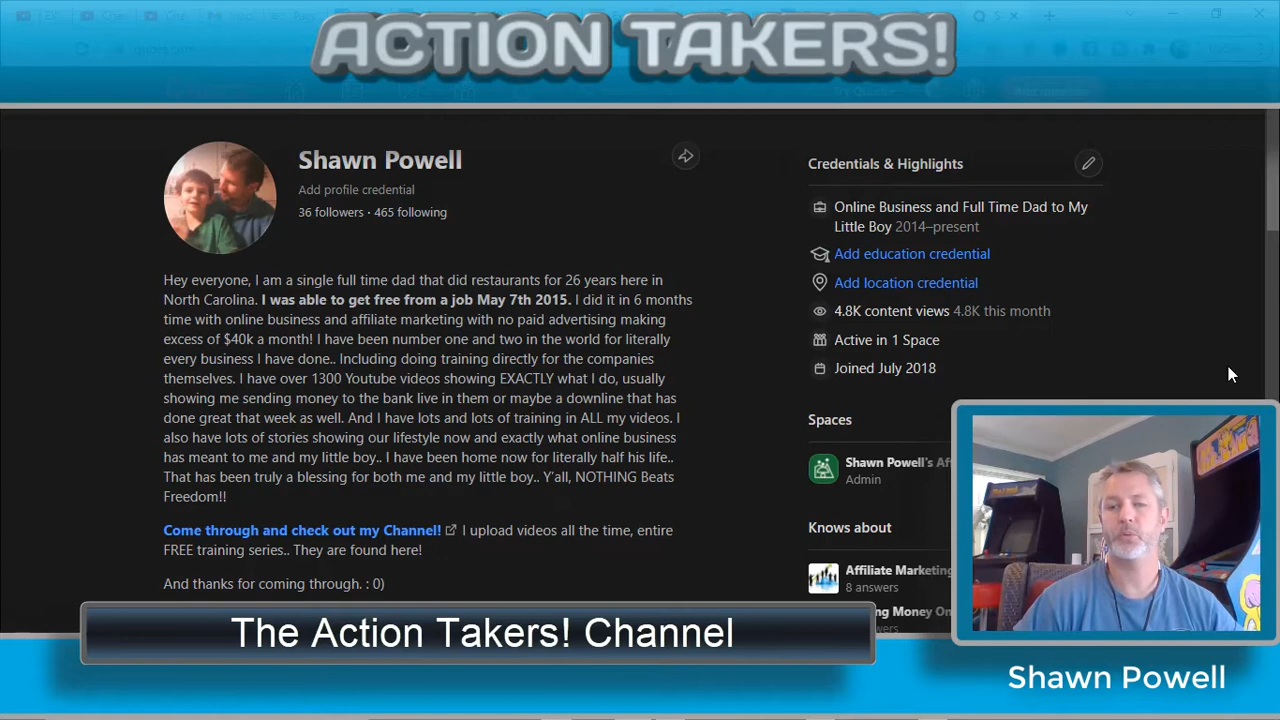 ACTION TAKERS!
Shawn Powell
Add profile credential
36 followers • 465 following
Hey everyone, I am a single full time dad that did restaurants for 26 years here in
North Carolina. I was able to get free from a job May 7th 2015. I did it in 6 months
time with online business and affiliate marketing with no paid advertising making
excess of $40k a month! I have been number one and two in the world for literally
every business I have done.. Including doing training directly for the companies
themselves. I have over 1300 Youtube videos showing EXACTLY what I do, usually
showing me sending money to the bank live in them or maybe a downline that has
done great that week as well. And I have lots and lots of training in ALL my videos. I
also have lots of stories showing our lifestyle now and exactly what online business
has meant to me and my little boy.. I have been home now for literally half his life..
That has been truly a blessing for both me and my little boy.. Y'all, NOTHING Beats
Freedom!!
Come through and check out my Channel! I upload videos all the time, entire
FREE training series.. They are found here!
And thanks for coming through. : 0)
Credentials & Highlights
Online Business and Full Time Dad to My
Little Boy 2014–present
Add education credential
Add location credential
4.8K content views 4.8K this month
Active in 1 Space
Joined July 2018
Spaces
Shawn Powell's Af
Admin
Knows about
Affiliate Marketing
8 answers
ng Money On
The Action Takers! Channel
Shawn Powell